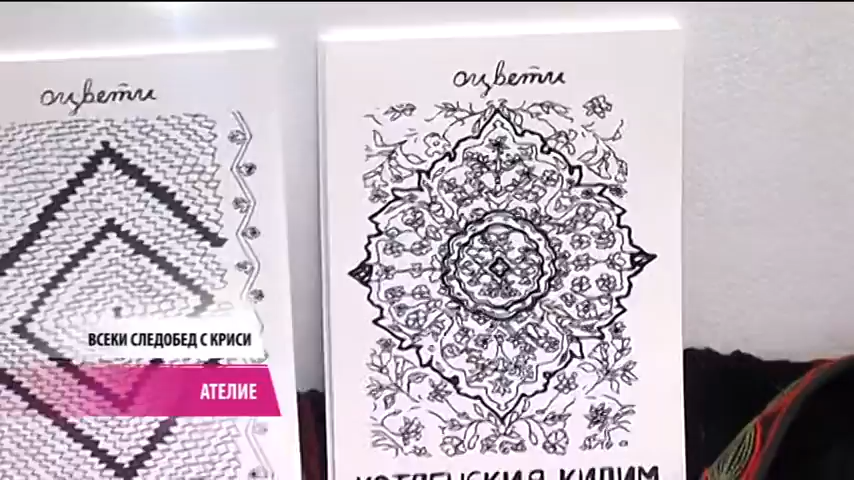 оцвети
оцвети
ВСЕКИ СЛЕДОБЕД С КРИСИ
АТЕЛИЕ
КОТЛЕНСКИЯ КИЛИМ